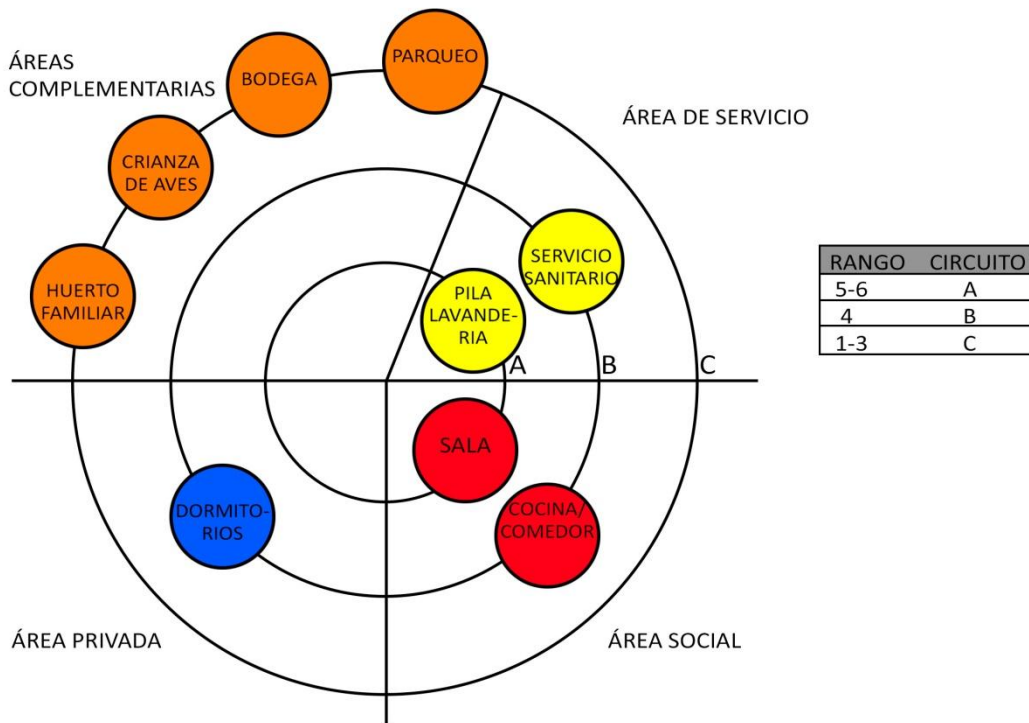 ÁREAS
COMPLEMENTARIAS
BODEGA
PARQUEO
ÁREA DE SERVICIO
CRIANZA
DE AVES
HUERTO
FAMILIAR
SERVICIO
SANITARIO
PILA
LAVANDE-
RIA
A
B
C
SALA
DORMITO-
RIOS
COCINA/
COMEDOR
ÁREA PRIVADA
ÁREA SOCIAL
RANGO CIRCUITO
5-6 A
4 B
1-3 C